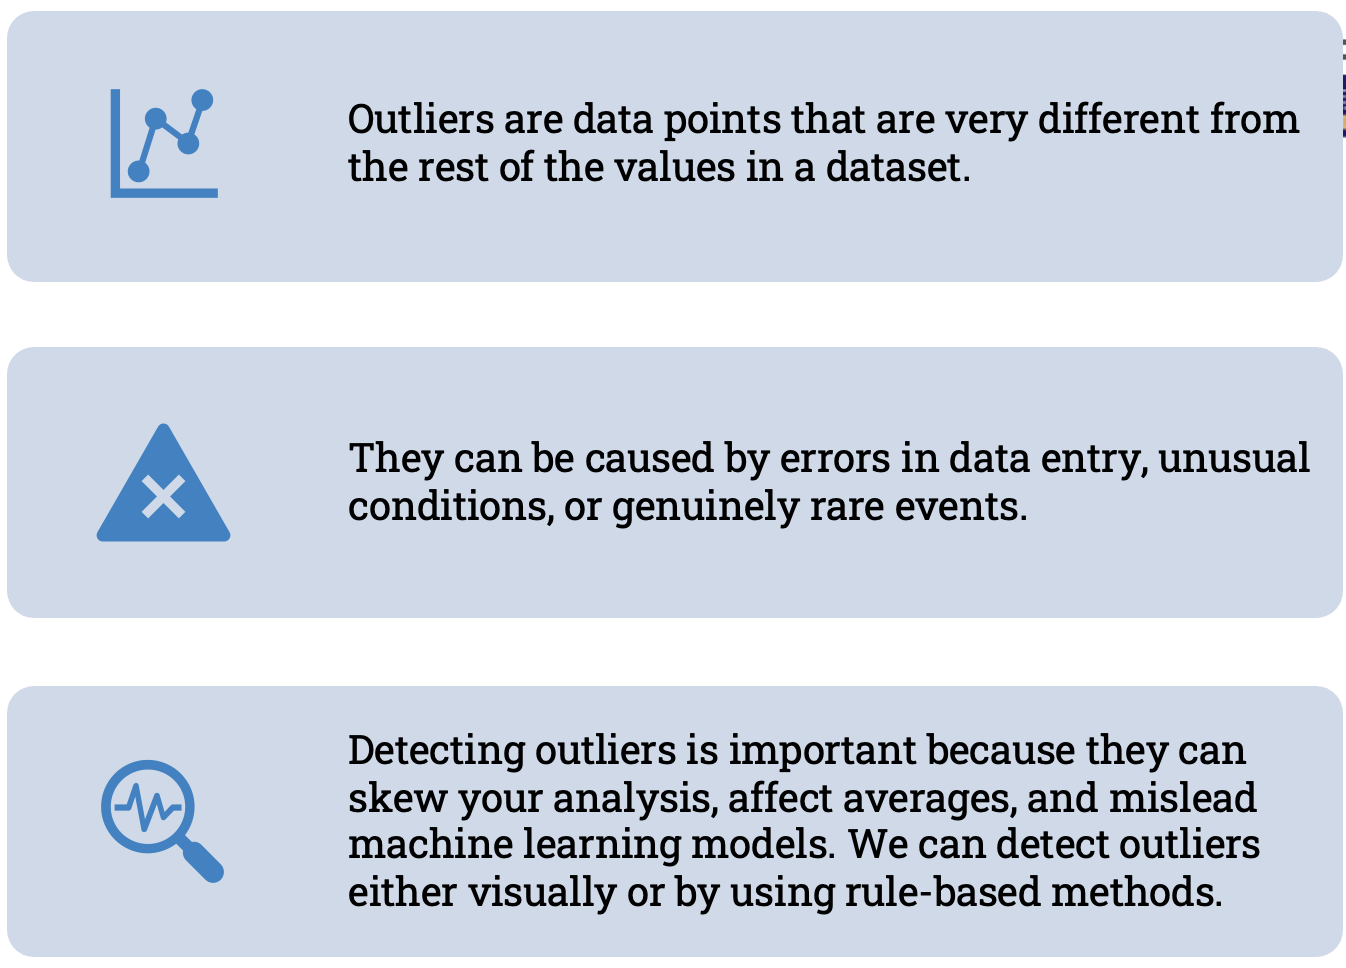 Outliers are data points that are very different from
the rest of the values in a dataset.
They can be caused by errors in data entry, unusual
conditions, or genuinely rare events.
Detecting outliers is important because they can
skew your analysis, affect averages, and mislead
machine learning models. We can detect outliers
either visually or by using rule-based methods.